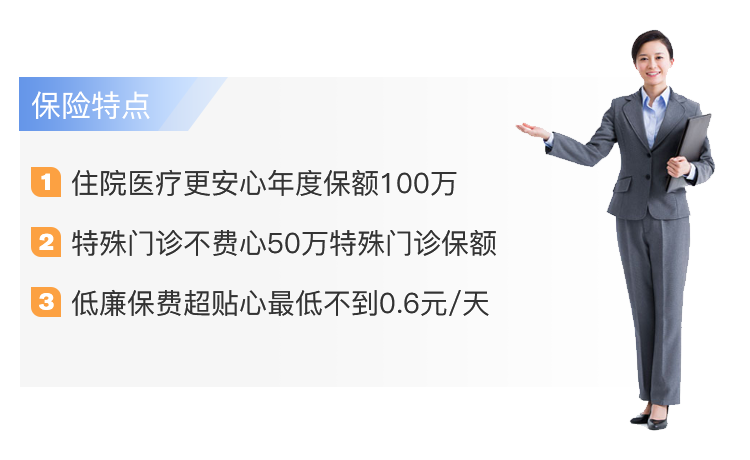 保险特点
1 住院医疗更安心年度保额100万
2 特殊门诊不费心50万特殊门诊保额
3 低廉保费超贴心最低不到0.6元/天